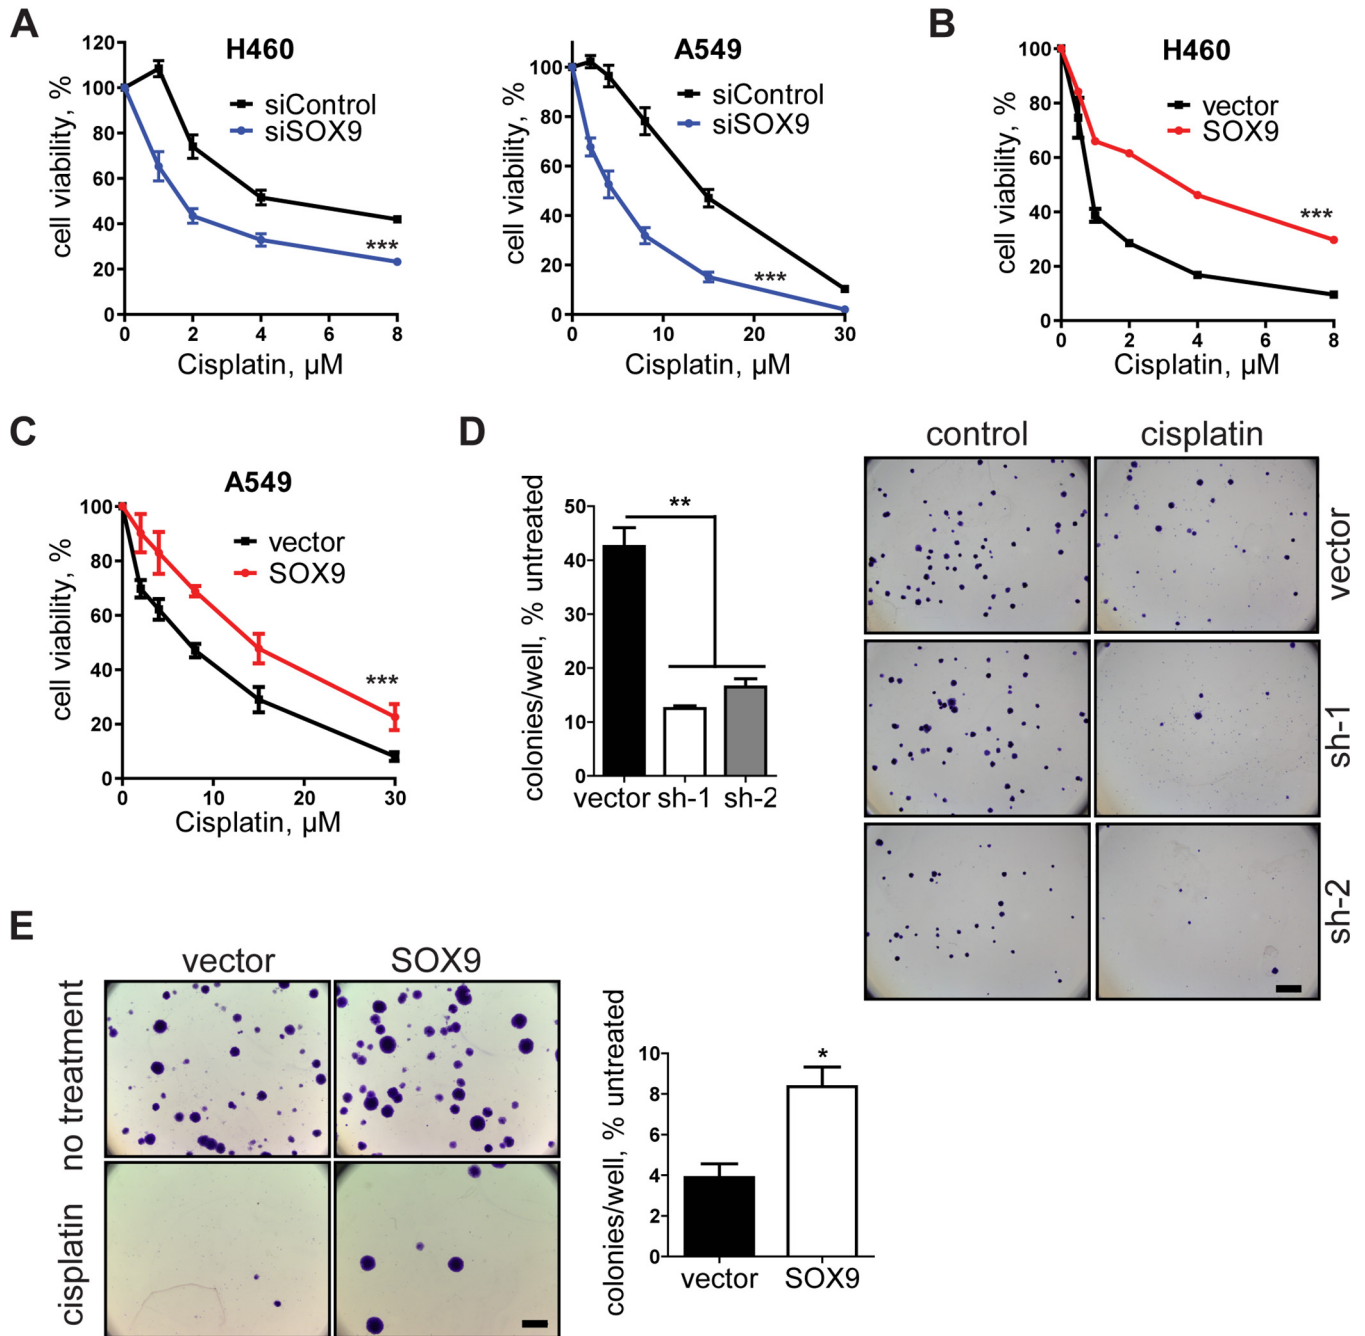 A
H460
siControl
siSOX9
cell viability, %
120
100
80
60
40
20
0
0 2 4 6 8
Cisplatin, µM
***
A549
siControl
siSOX9
cell viability, %
100
80
60
40
20
0
0 10 20 30
Cisplatin, µM
***
B
H460
vector
SOX9
cell viability, %
100
80
60
40
20
0
0 2 4 6 8
Cisplatin, µM
***
C
A549
vector
SOX9
cell viability, %
100
80
60
40
20
0
0 10 20 30
Cisplatin, µM
***
D
colonies/well, % untreated
50
40
30
20
10
0
**
vector sh-1 sh-2
control cisplatin
vector
sh-1
sh-2
E
vector SOX9
no treatment
cisplatin
colonies/well, % untreated
10
8
6
4
2
0
*
vector SOX9